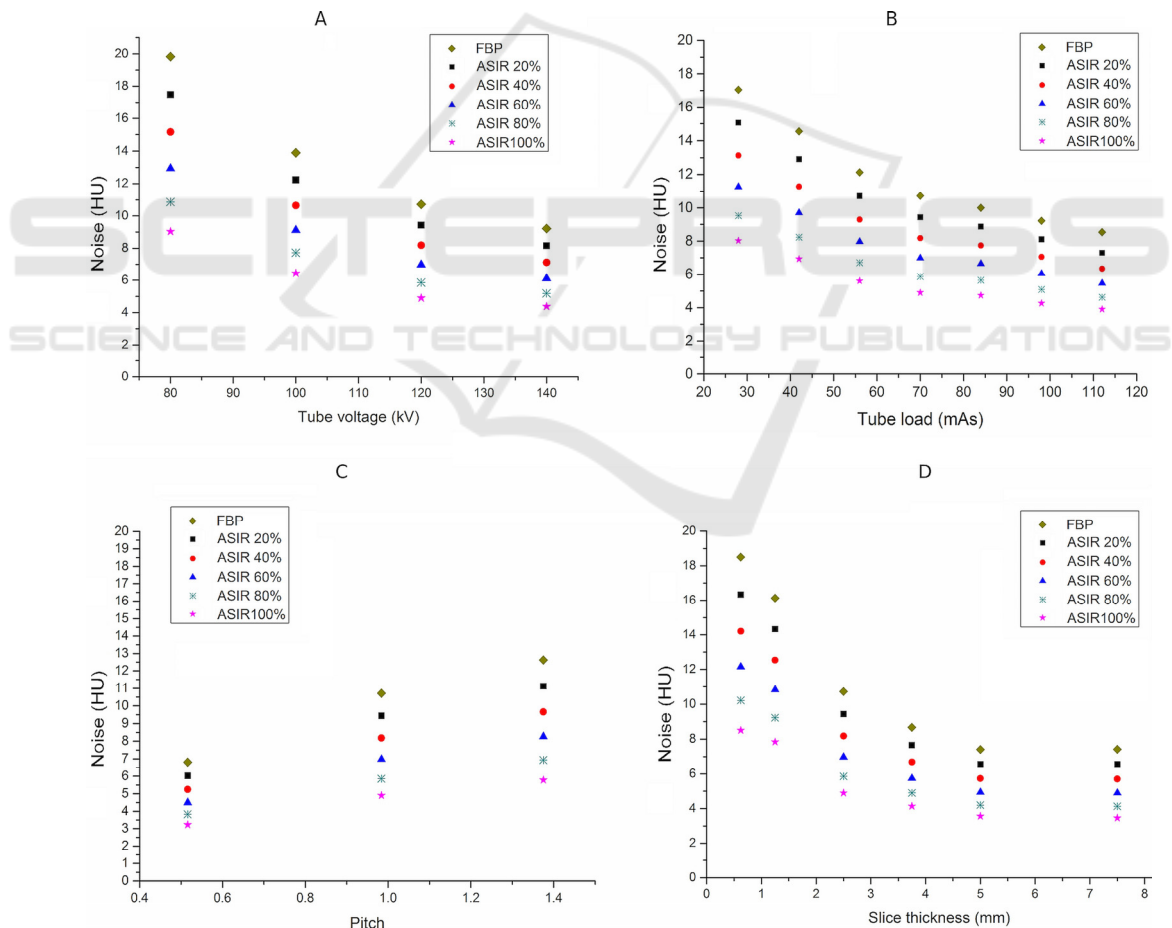 A
FBP
ASIR 20%
ASIR 40%
ASIR 60%
ASIR 80%
ASIR100%
20
18
16
14
12
10
8
6
4
2
0
Noise (HU)
80 90 100 110 120 130 140
Tube voltage (kV)
B
FBP
ASIR 20%
ASIR 40%
ASIR 60%
ASIR 80%
ASIR100%
20
18
16
14
12
10
8
6
4
2
0
Noise (HU)
20 30 40 50 60 70 80 90 100 110 120
Tube load (mAs)
SCITEPRESS
SCIENCE AND TECHNOLOGY PUBLICATIONS
C
FBP
ASIR 20%
ASIR 40%
ASIR 60%
ASIR 80%
ASIR100%
20
19
18
17
16
15
14
13
12
11
10
9
8
7
6
5
4
3
2
1
0
Noise (HU)
0.4 0.6 0.8 1.0 1.2 1.4
Pitch
D
FBP
ASIR 20%
ASIR 40%
ASIR 60%
ASIR 80%
ASIR100%
20
18
16
14
12
10
8
6
4
2
0
Noise (HU)
0 1 2 3 4 5 6 7 8
Slice thickness (mm)